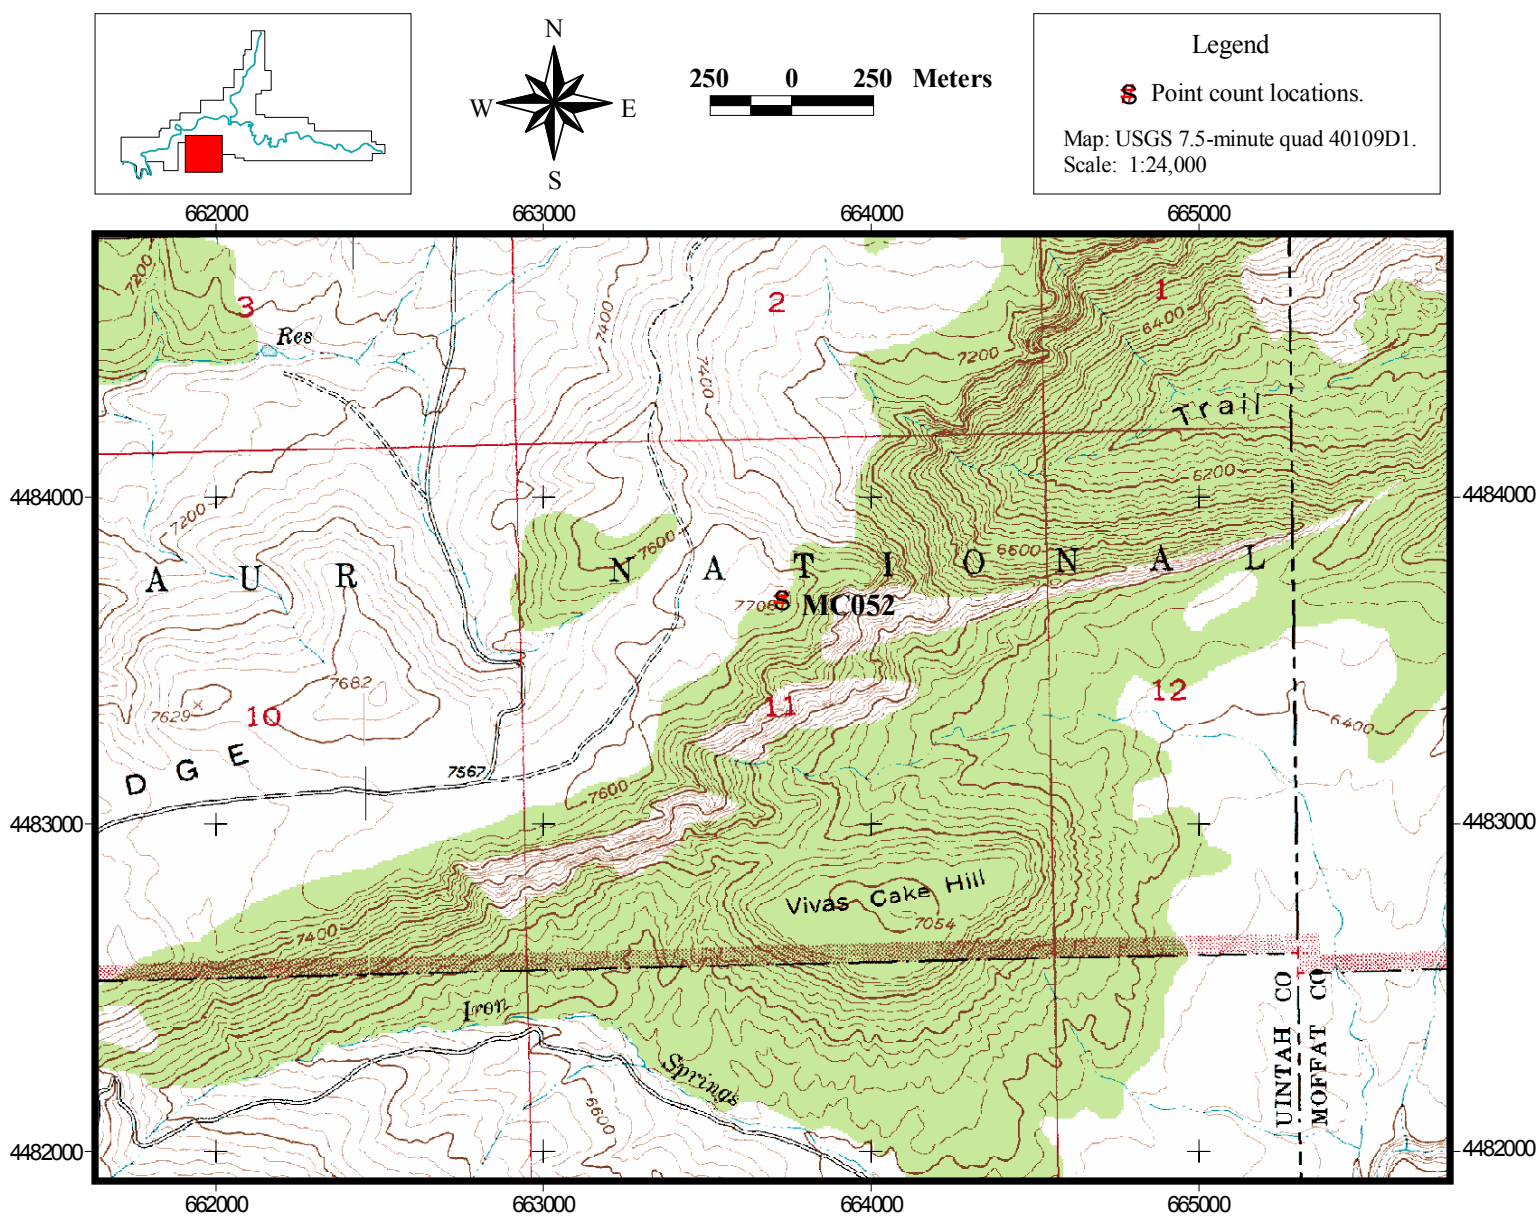 N
W
E
S
250 0 250 Meters
Legend
Point count locations.
Map: USGS 7.5-minute quad 40109D1.
Scale: 1:24,000
662000 663000 664000 665000
7200
3
Res
7400
7400
2
7200
1
6400
Trail
6200
4484000
4484000
7200
7600
6600
A U R N A T I O N A L
MC052
7682
7629
10
11
12
6400
D G E
7567
7600
4483000
4483000
Vivas Cake Hill
7054
7400
Iron
Springs
6600
UINTAH CO
MOFFAT CO
4482000
4482000
662000 663000 664000 665000